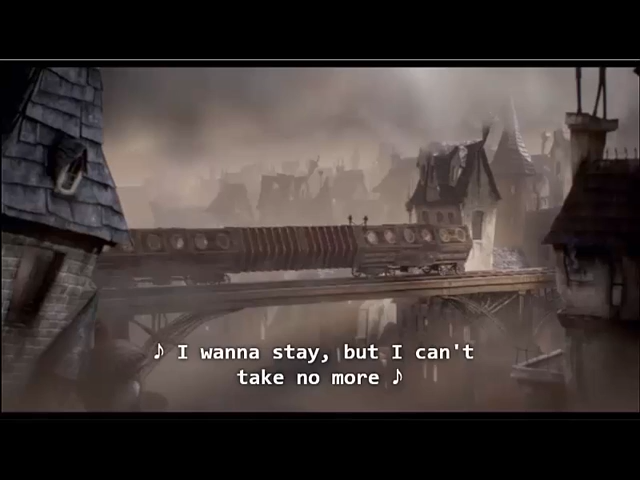 ♪ I wanna stay, but I can't
take no more ♪